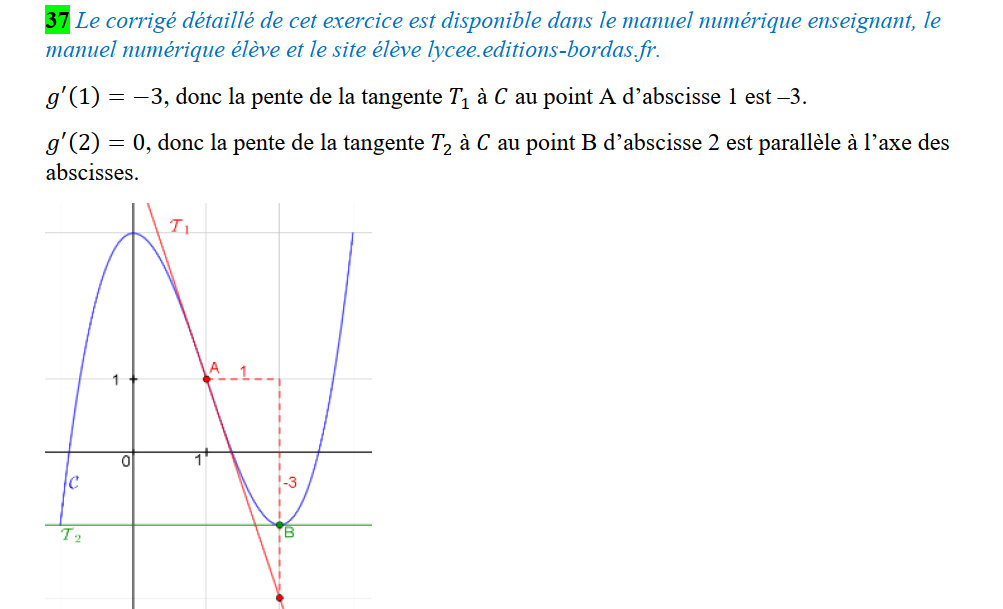 37 Le corrigé détaillé de cet exercice est disponible dans le manuel numérique enseignant, le
manuel numérique élève et le site élève lycee.editions-bordas.fr.
g′(1) = −3, donc la pente de la tangente T₁ à C au point A d’abscisse 1 est –3.
g′(2) = 0, donc la pente de la tangente T₂ à C au point B d’abscisse 2 est parallèle à l’axe des
abscisses.
T₁
A 1
1
0 1
C -3
T₂ B